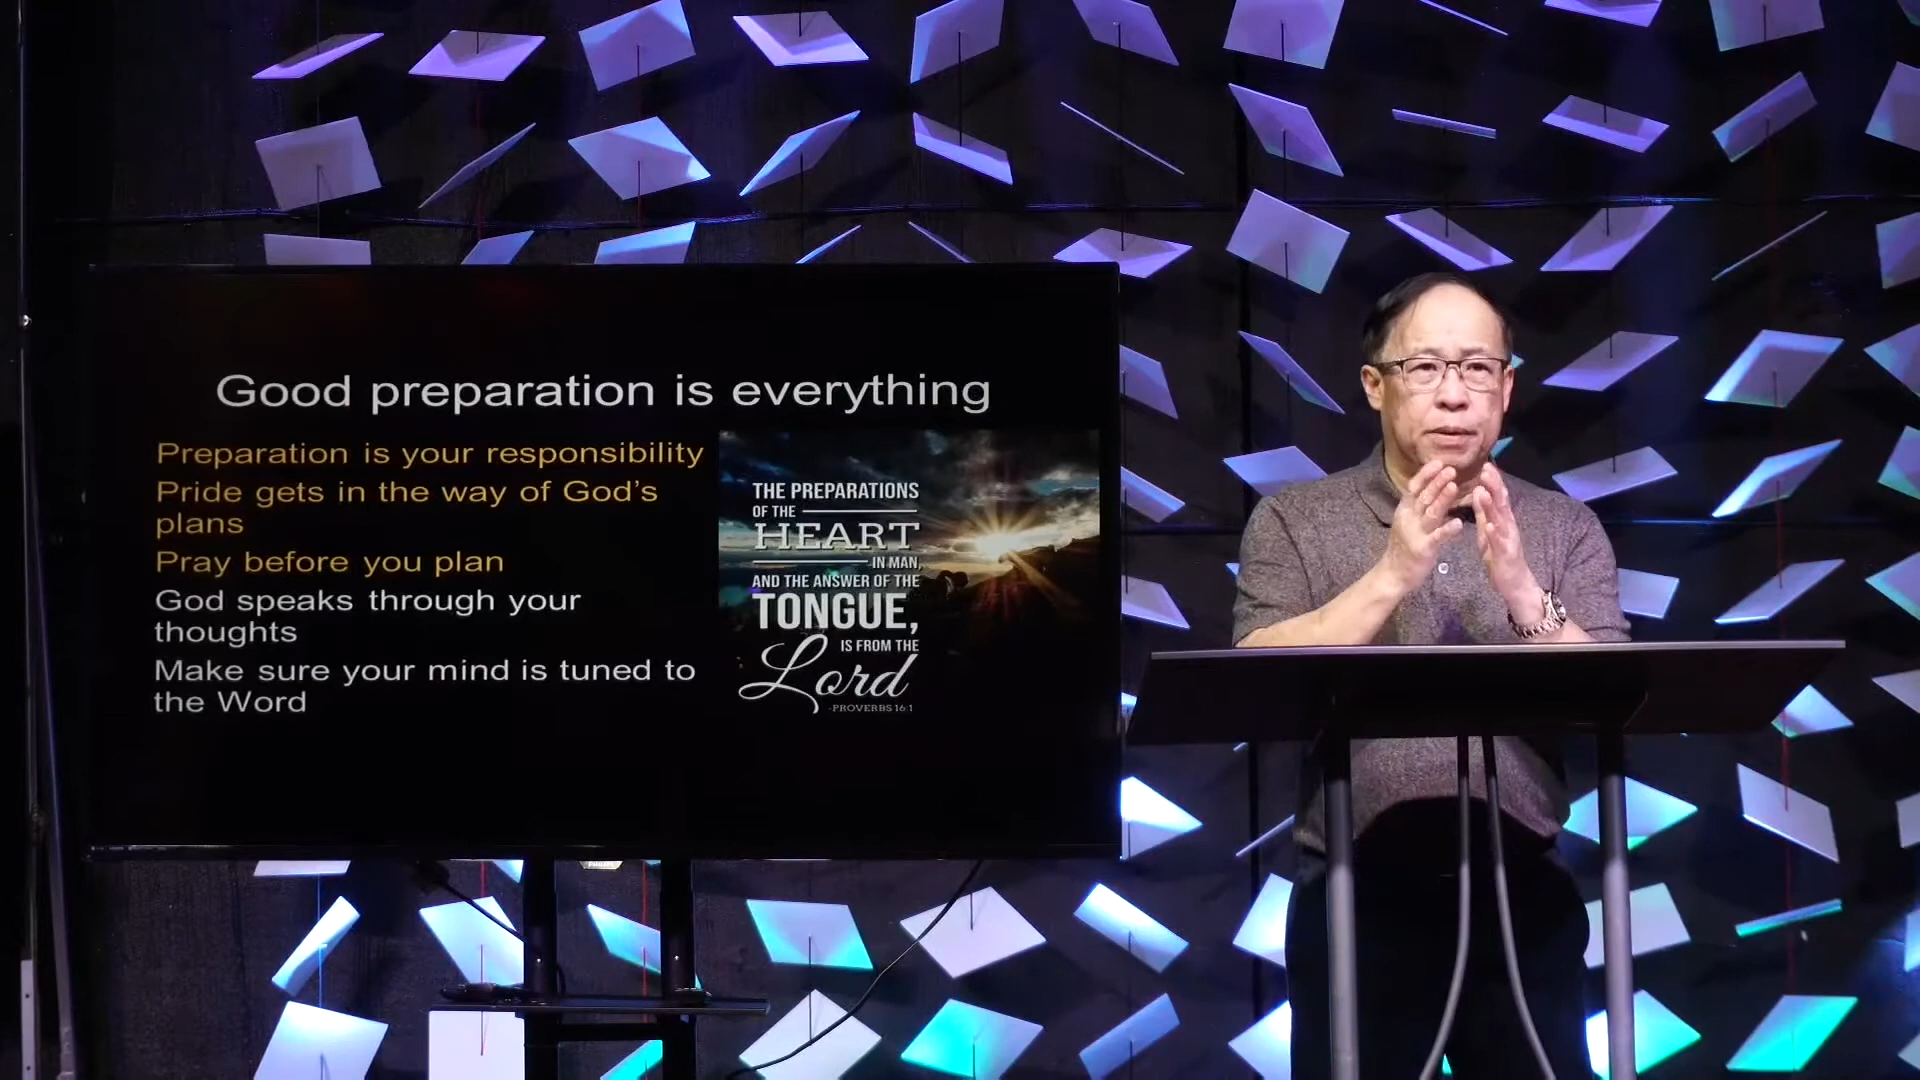 Good preparation is everything
Preparation is your responsibility
Pride gets in the way of God's
plans
Pray before you plan
God speaks through your
thoughts
Make sure your mind is tuned to
the Word
THE PREPARATIONS
OF THE
HEART
IN MAN,
AND THE ANSWER OF THE
TONGUE,
IS FROM THE
Lord
-PROVERBS 16:1